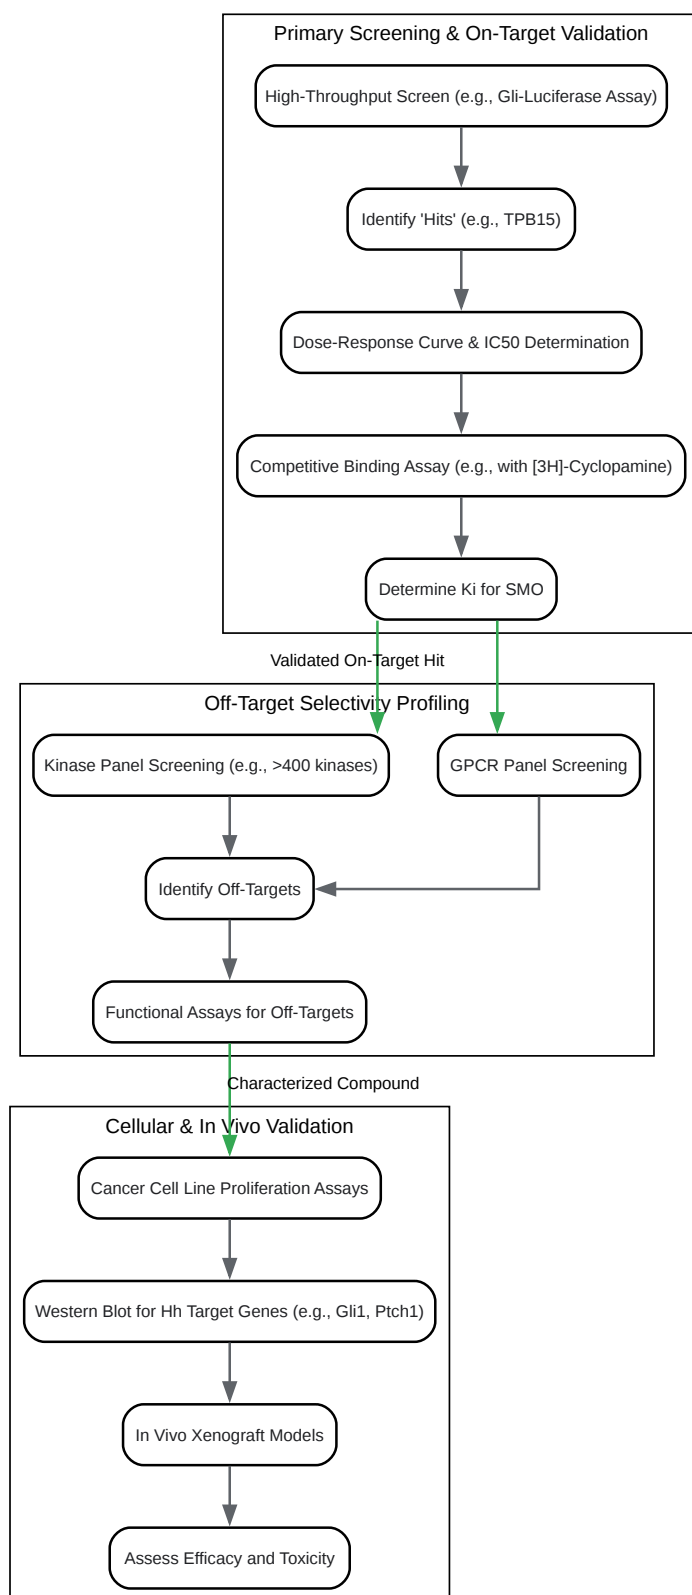 Primary Screening & On-Target Validation
High-Throughput Screen (e.g., Gli-Luciferase Assay)
Identify 'Hits' (e.g., TPB15)
Dose-Response Curve & IC50 Determination
Competitive Binding Assay (e.g., with [3H]-Cyclopamine)
Determine Ki for SMO
Validated On-Target Hit
Off-Target Selectivity Profiling
Kinase Panel Screening (e.g., >400 kinases)
GPCR Panel Screening
Identify Off-Targets
Functional Assays for Off-Targets
Characterized Compound
Cellular & In Vivo Validation
Cancer Cell Line Proliferation Assays
Western Blot for Hh Target Genes (e.g., Gli1, Ptch1)
In Vivo Xenograft Models
Assess Efficacy and Toxicity